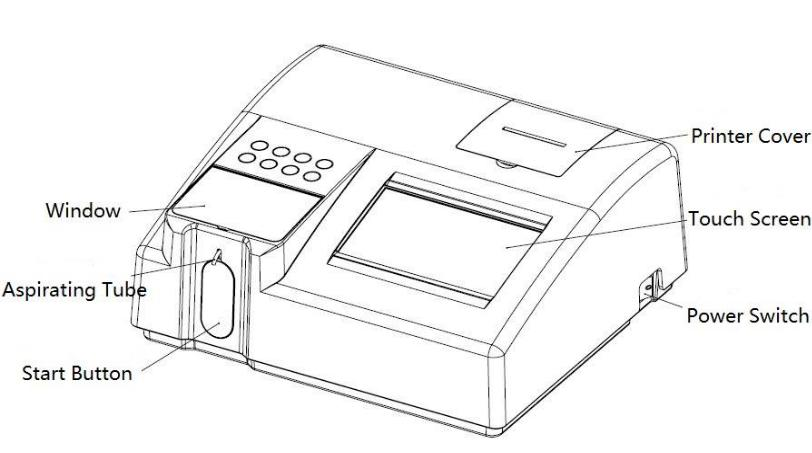 Printer Cover
Window
Touch Screen
Aspirating Tube
Power Switch
Start Button